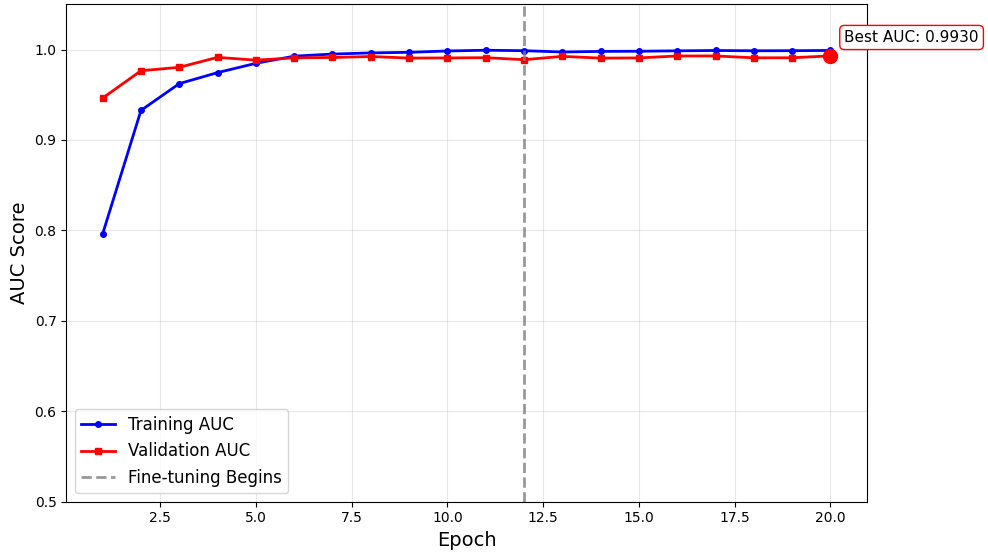 Best AUC: 0.9930
1.0
0.9
0.8
0.7
0.6
0.5
AUC Score
Training AUC
Validation AUC
Fine-tuning Begins
2.5 5.0 7.5 10.0 12.5 15.0 17.5 20.0
Epoch